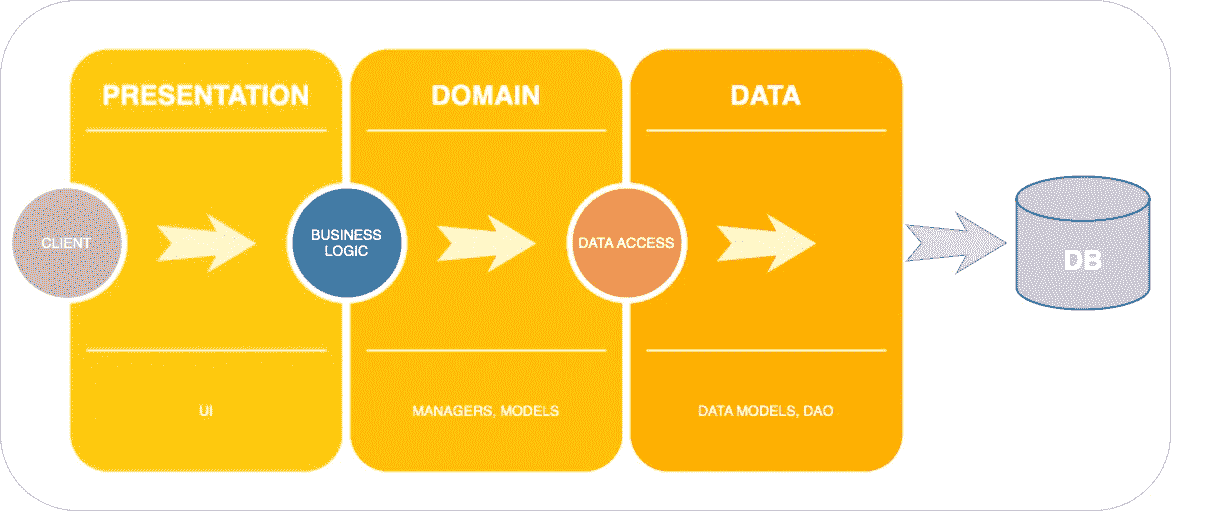 PRESENTATION
DOMAIN
DATA
CLIENT
BUSINESS
LOGIC
DATA ACCESS
DB
UI
MANAGERS, MODELS
DATA MODELS, DAO